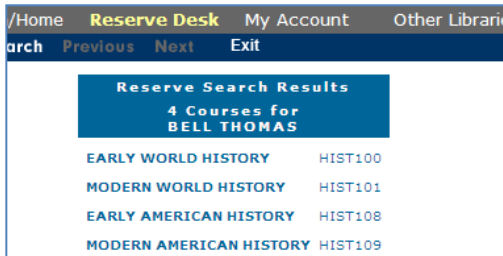 /Home Reserve Desk My Account Other Librari
arch Previous Next Exit
Reserve Search Results
4 Courses for
BELL THOMAS
EARLY WORLD HISTORY HIST100
MODERN WORLD HISTORY HIST101
EARLY AMERICAN HISTORY HIST108
MODERN AMERICAN HISTORY HIST109